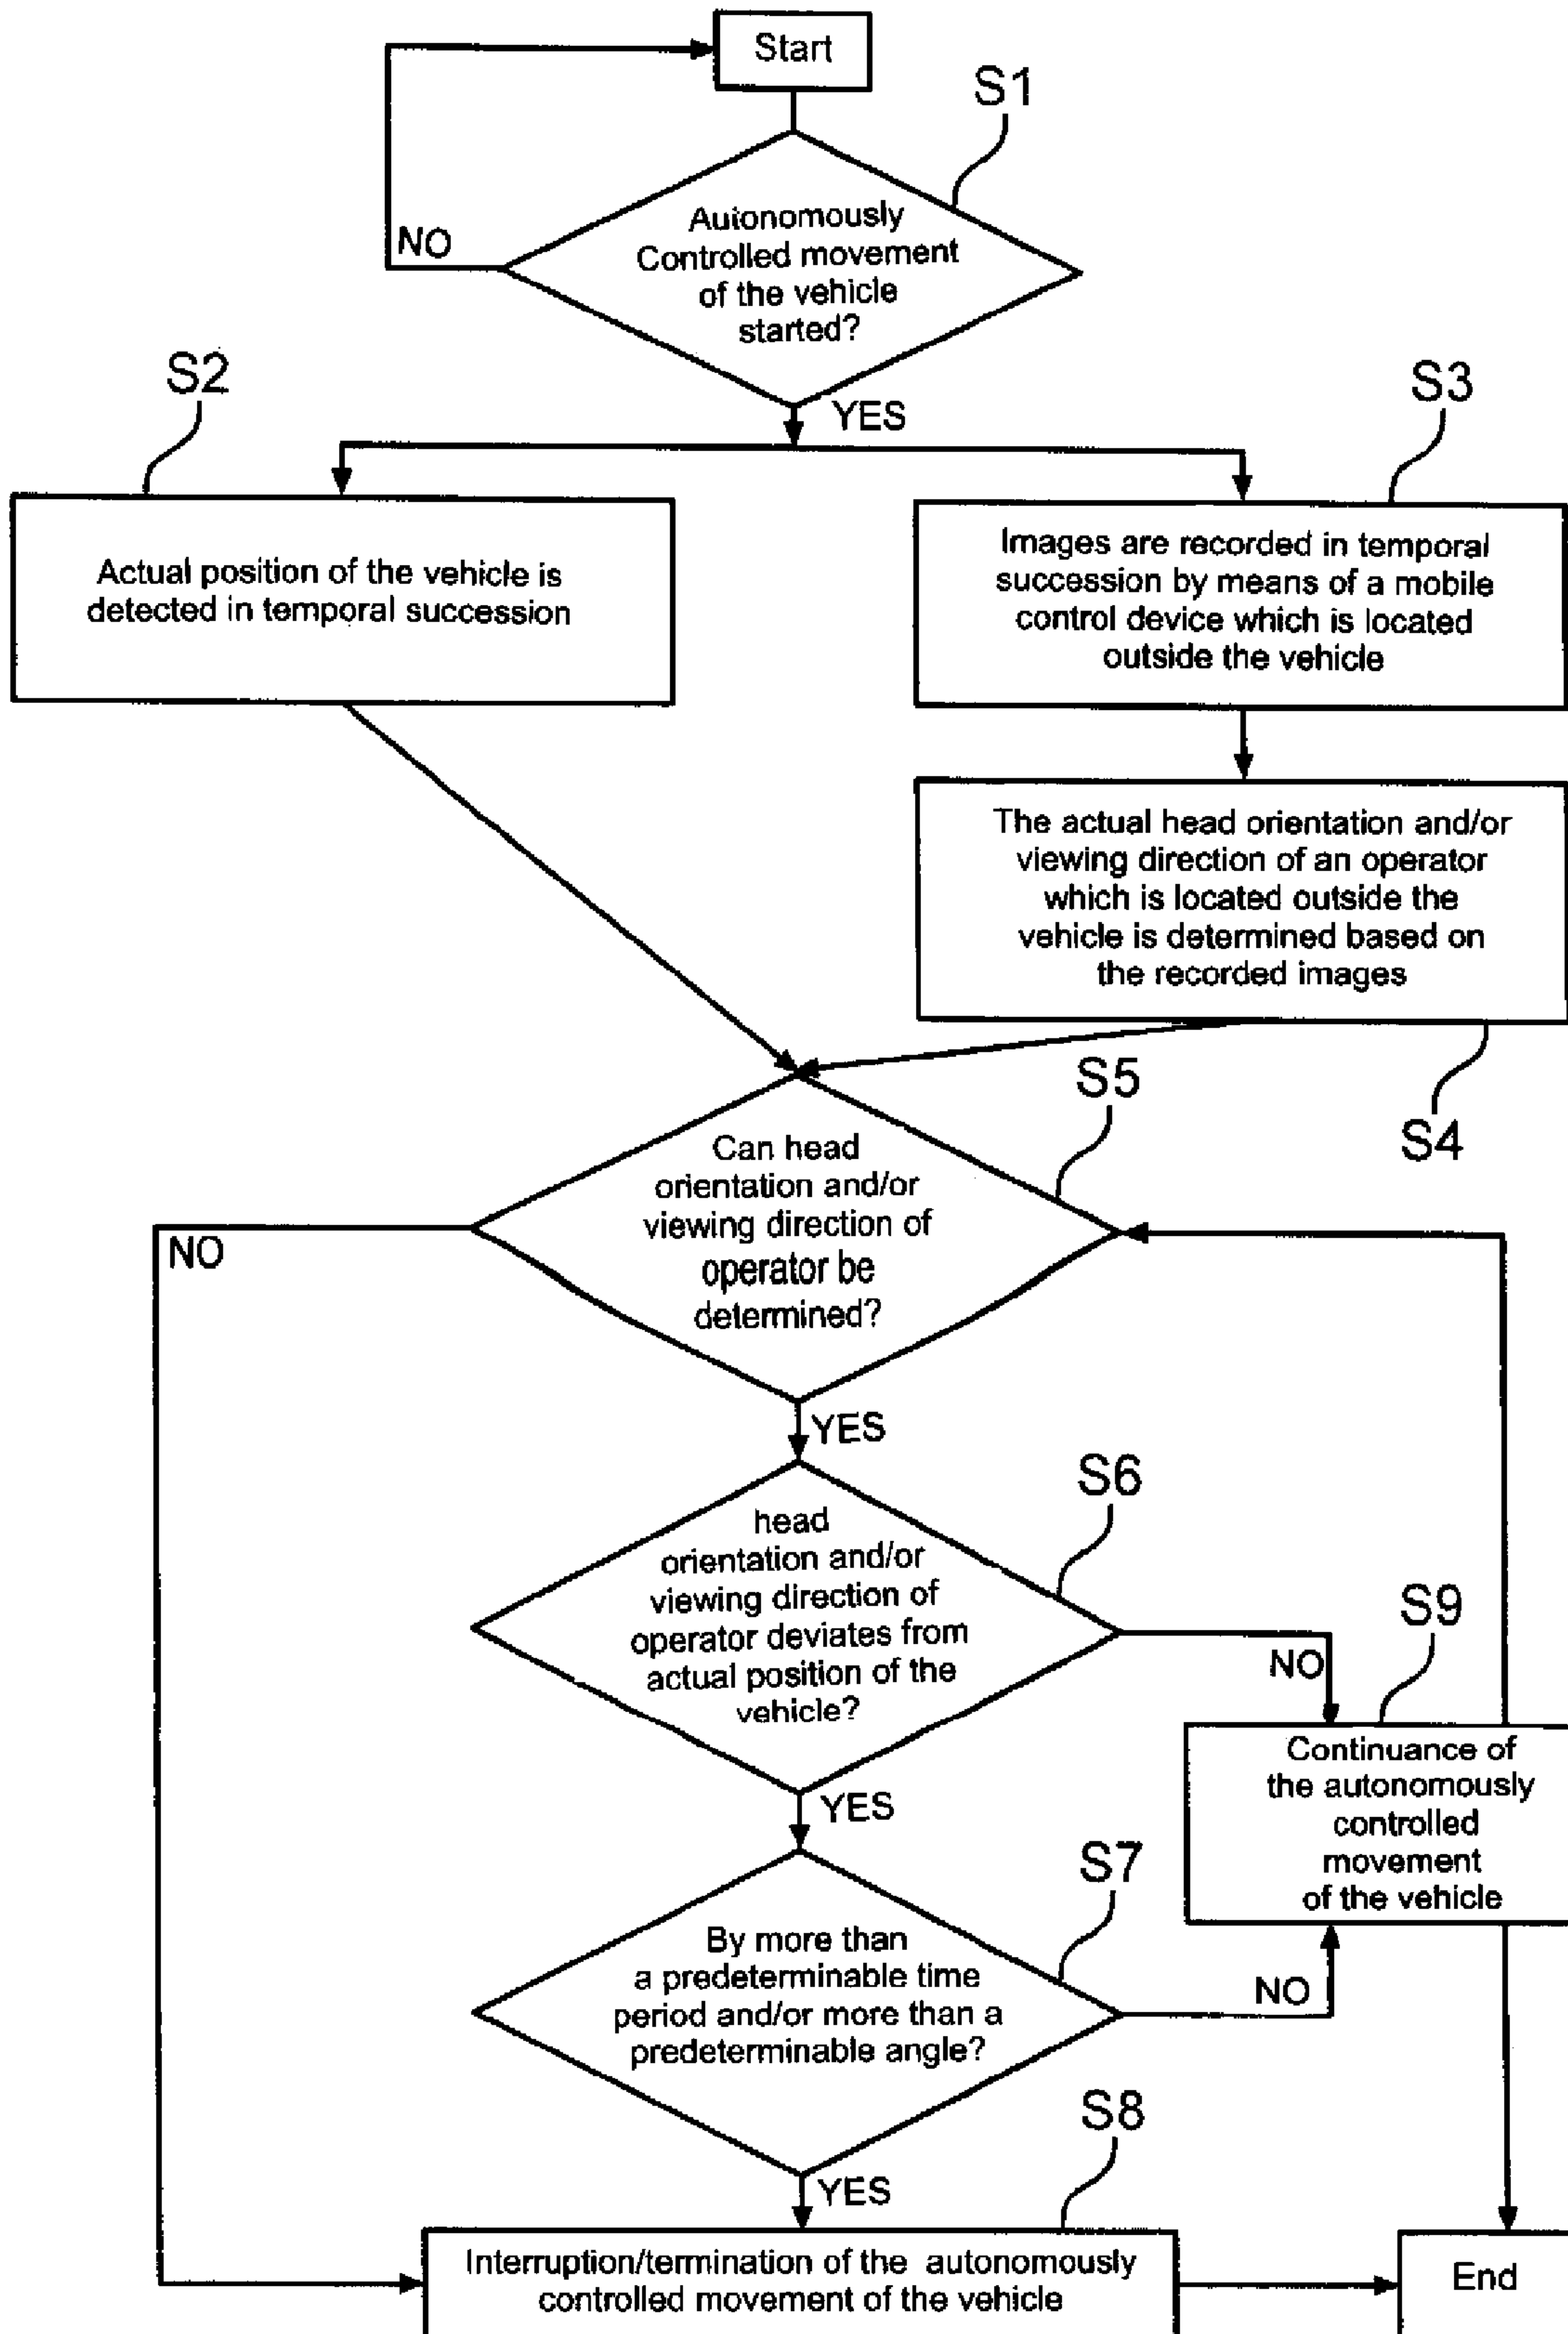 Start
S1
Autonomously
Controlled movement
of the vehicle
started?
NO
YES
S2
S3
Actual position of the vehicle is
detected in temporal succession
Images are recorded in temporal
succession by means of a mobile
control device which is located
outside the vehicle
The actual head orientation and/or
viewing direction of an operator
which is located outside the
vehicle is determined based on
the recorded images
S4
S5
Can head
orientation and/or
viewing direction of
operator be
determined?
NO
YES
S6
head
orientation and/or
viewing direction of
operator deviates from
actual position of the
vehicle?
NO
YES
S9
Continuance of
the autonomously
controlled
movement
of the vehicle
S7
By more than
a predeterminable time
period and/or more than a
predeterminable angle?
NO
YES
S8
Interruption/termination of the autonomously
controlled movement of the vehicle
End